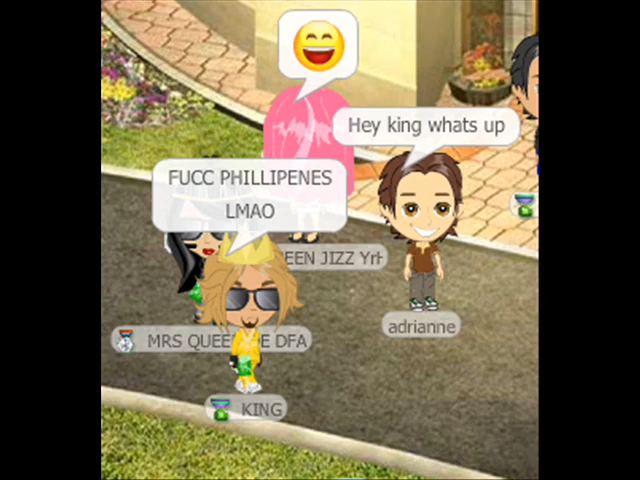 Hey king whats up
FUCC PHILLIPENES
LMAO
EEN JIZZ Yr
adrianne
MRS QUEE E DFA
KING